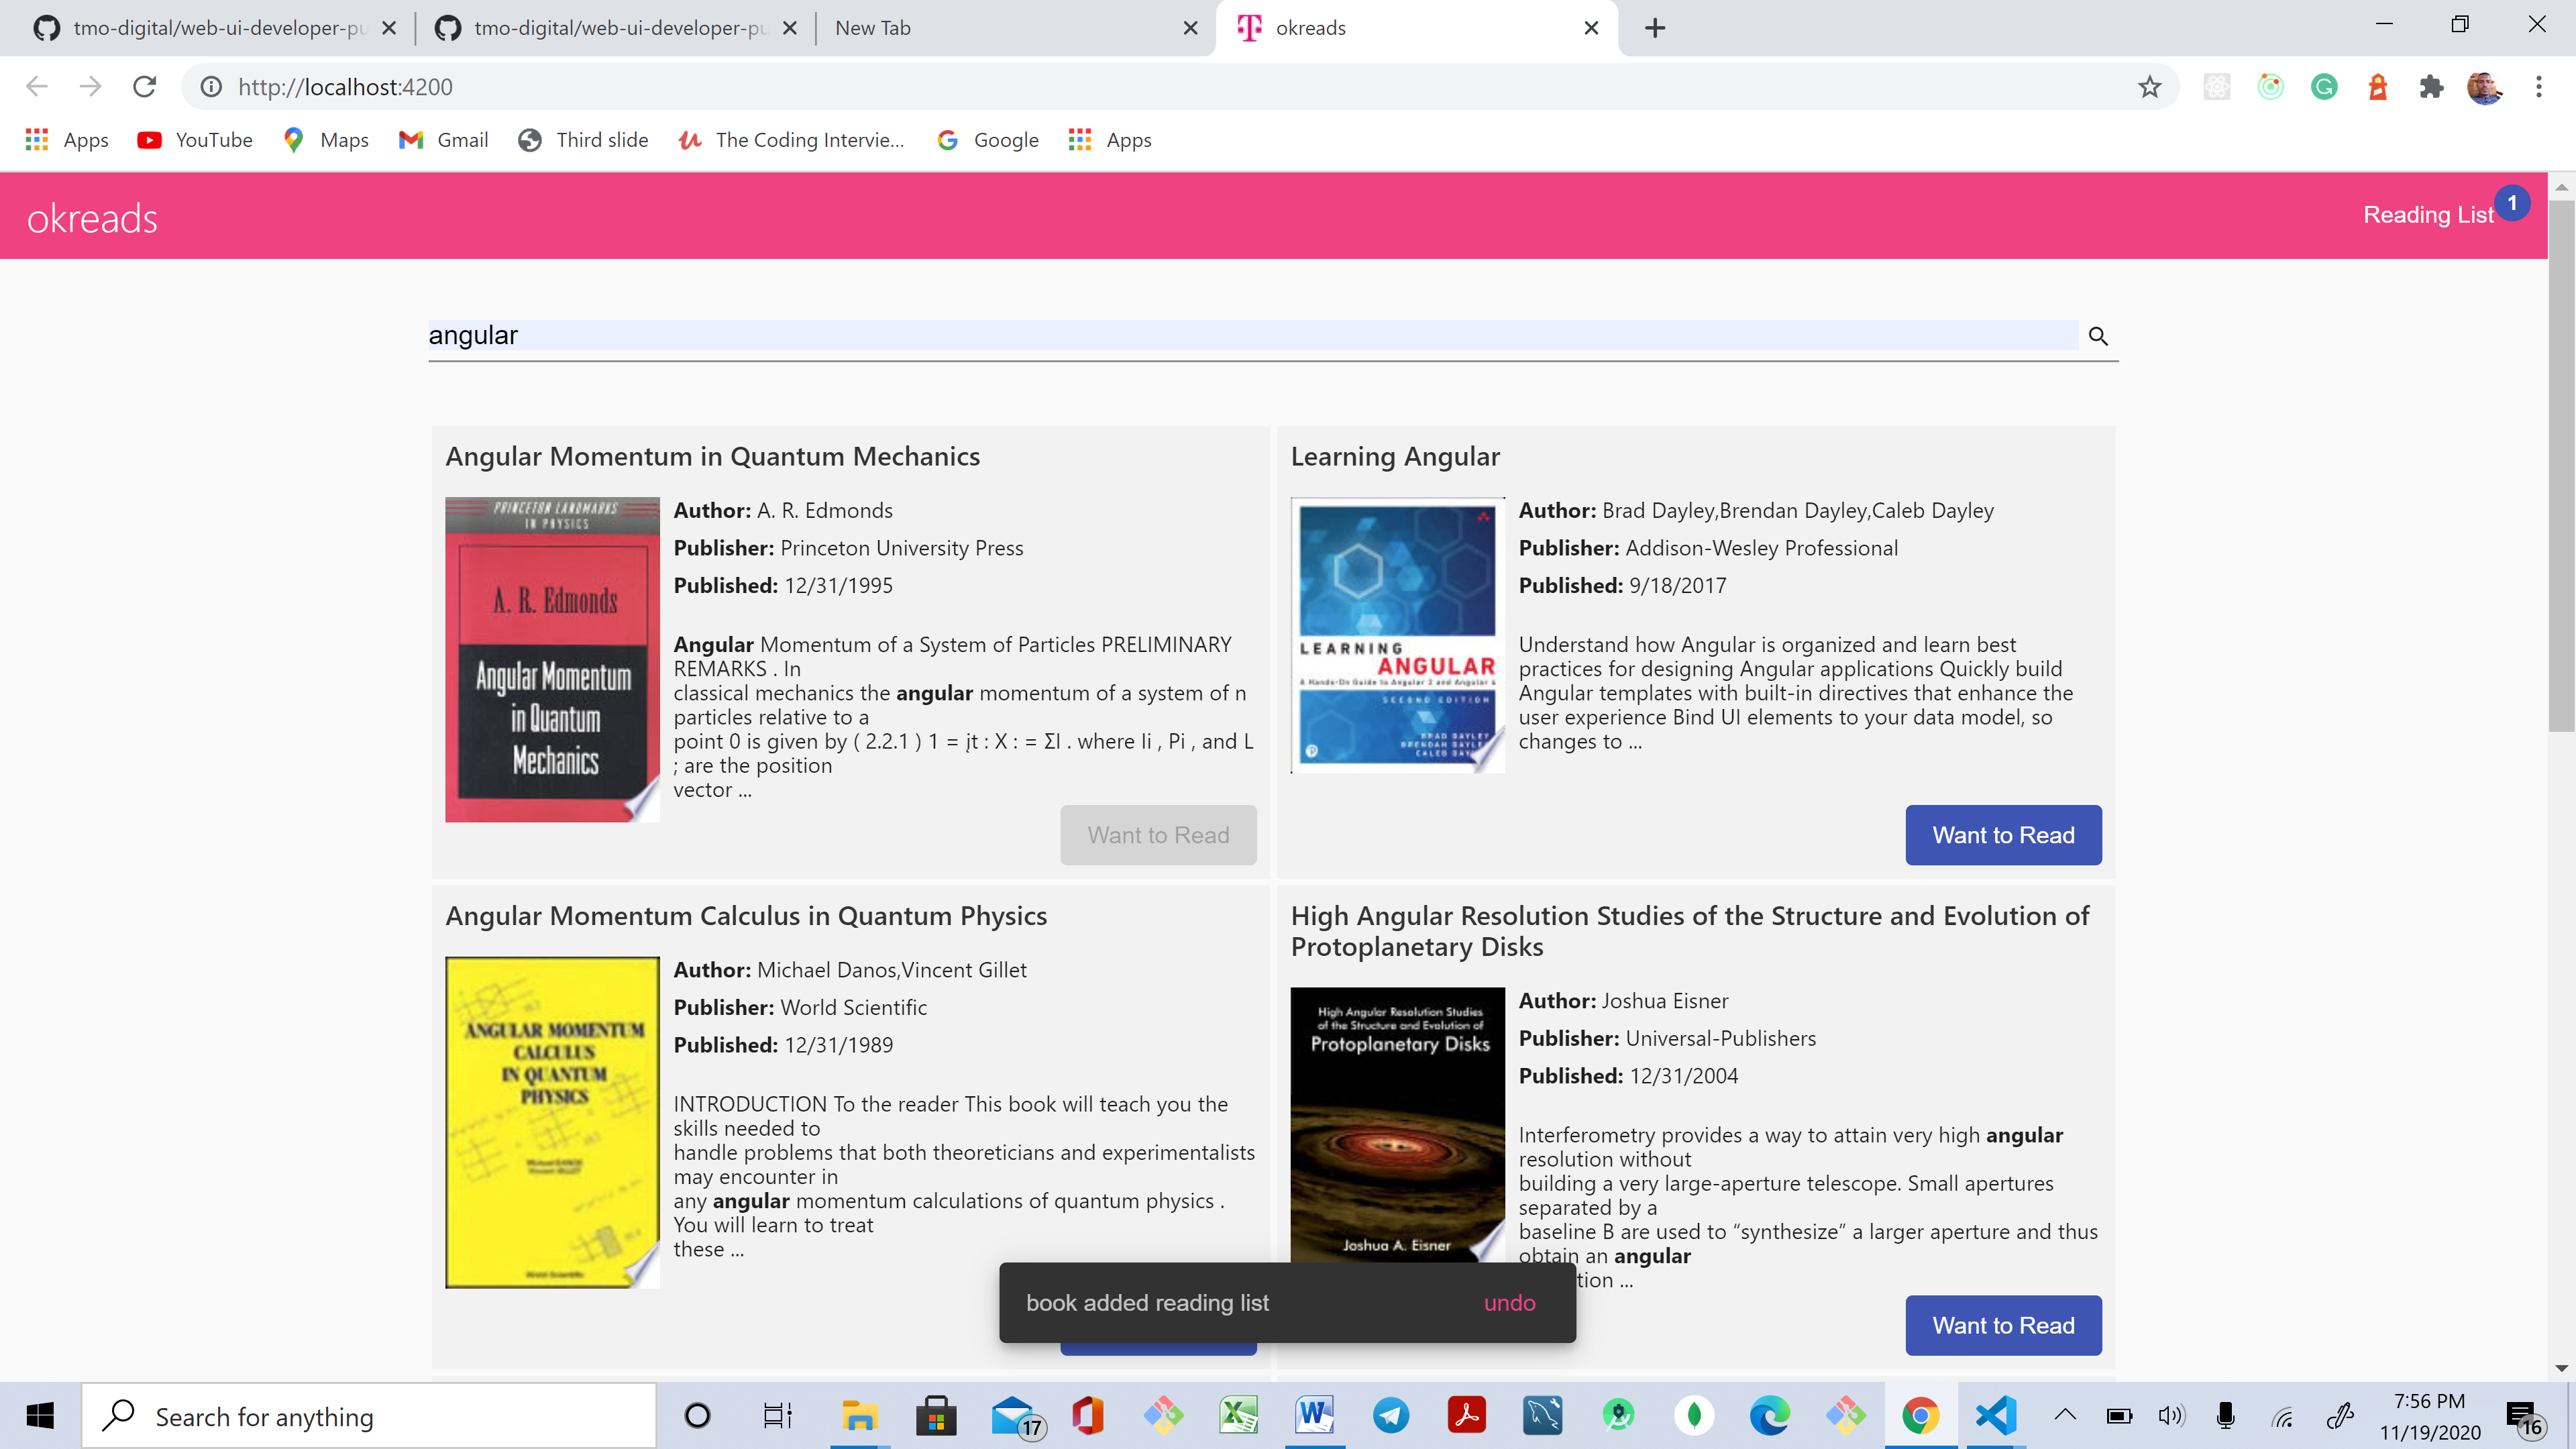 tmo-digital/web-ui-developer-pu
tmo-digital/web-ui-developer-pu
New Tab
okreads
http://localhost:4200
Apps
YouTube
Maps
Gmail
Third slide
The Coding Intervie...
Google
Apps
okreads
Reading List 1
angular
Angular Momentum in Quantum Mechanics
PRINCETON LANDMARKS
IN PHYSICS
A. R. Edmonds
Angular Momentum
in Quantum
Mechanics
Author: A. R. Edmonds
Publisher: Princeton University Press
Published: 12/31/1995
Angular Momentum of a System of Particles PRELIMINARY
REMARKS . In
classical mechanics the angular momentum of a system of n
particles relative to a
point 0 is given by ( 2.2.1 ) 1 = įt : X : = Σl . where li , Pi , and L
; are the position
vector ...
Want to Read
Learning Angular
LEARNING
ANGULAR
A Hands-On Guide to Angular 2 and Angular 4
SECOND EDITION
BRAD DAYLEY
BRENDAN DAYLEY
CALEB DAY
Author: Brad Dayley,Brendan Dayley,Caleb Dayley
Publisher: Addison-Wesley Professional
Published: 9/18/2017
Understand how Angular is organized and learn best
practices for designing Angular applications Quickly build
Angular templates with built-in directives that enhance the
user experience Bind UI elements to your data model, so
changes to ...
Want to Read
Angular Momentum Calculus in Quantum Physics
ANGULAR MOMENTUM
CALCULUS
IN QUANTUM
PHYSICS
Author: Michael Danos,Vincent Gillet
Publisher: World Scientific
Published: 12/31/1989
INTRODUCTION To the reader This book will teach you the
skills needed to
handle problems that both theoreticians and experimentalists
may encounter in
any angular momentum calculations of quantum physics .
You will learn to treat
these ...
High Angular Resolution Studies of the Structure and Evolution of
Protoplanetary Disks
High Angular Resolution Studies
of the Structure and Evolution of
Protoplanetary Disks
Joshua A. Eisner
Author: Joshua Eisner
Publisher: Universal-Publishers
Published: 12/31/2004
Interferometry provides a way to attain very high angular
resolution without
building a very large-aperture telescope. Small apertures
separated by a
baseline B are used to “synthesize” a larger aperture and thus
obtain an angular
tion ...
Want to Read
book added reading list
undo
Search for anything
17
7:56 PM
11/19/2020
16